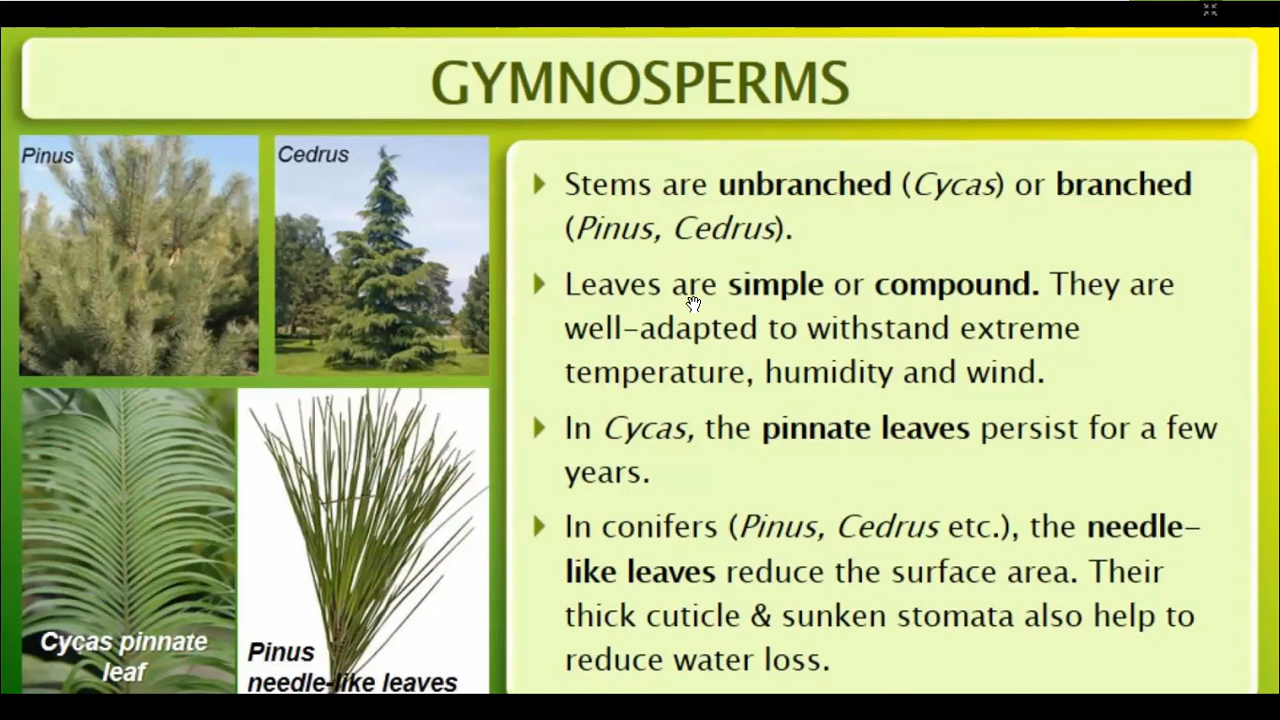 GYMNOSPERMS
Pinus
Cedrus
Cycas pinnate
leaf
Pinus
needle-like leaves
Stems are unbranched (Cycas) or branched
(Pinus, Cedrus).
Leaves are simple or compound. They are
well-adapted to withstand extreme
temperature, humidity and wind.
In Cycas, the pinnate leaves persist for a few
years.
In conifers (Pinus, Cedrus etc.), the needle-
like leaves reduce the surface area. Their
thick cuticle & sunken stomata also help to
reduce water loss.